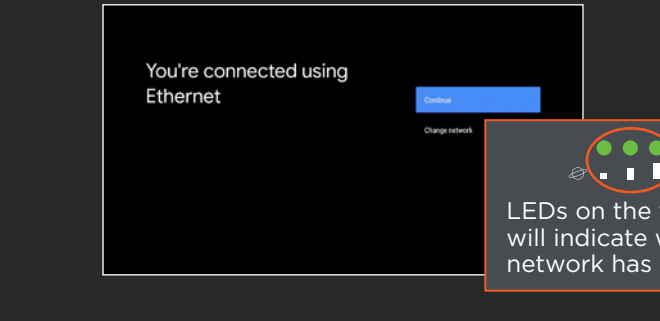 You're connected using
Ethernet
Continue
Change network
LEDs on the
will indicate
network has